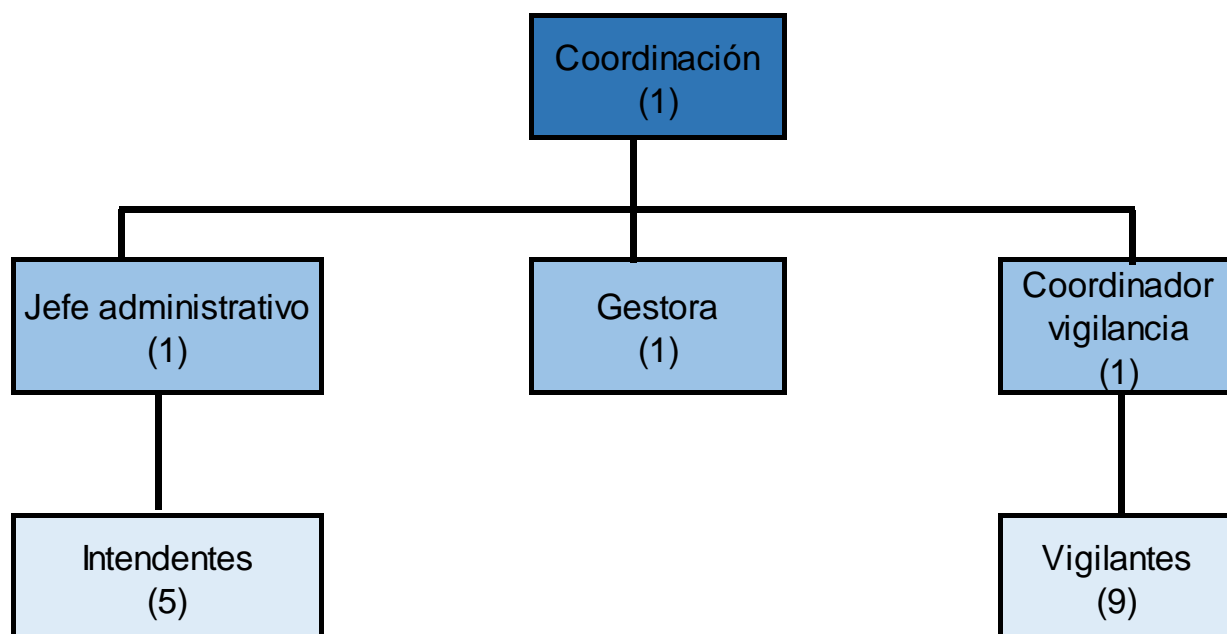 Coordinación
(1)
Jefe administrativo
(1)
Gestora
(1)
Coordinador
vigilancia
(1)
Intendentes
(5)
Vigilantes
(9)